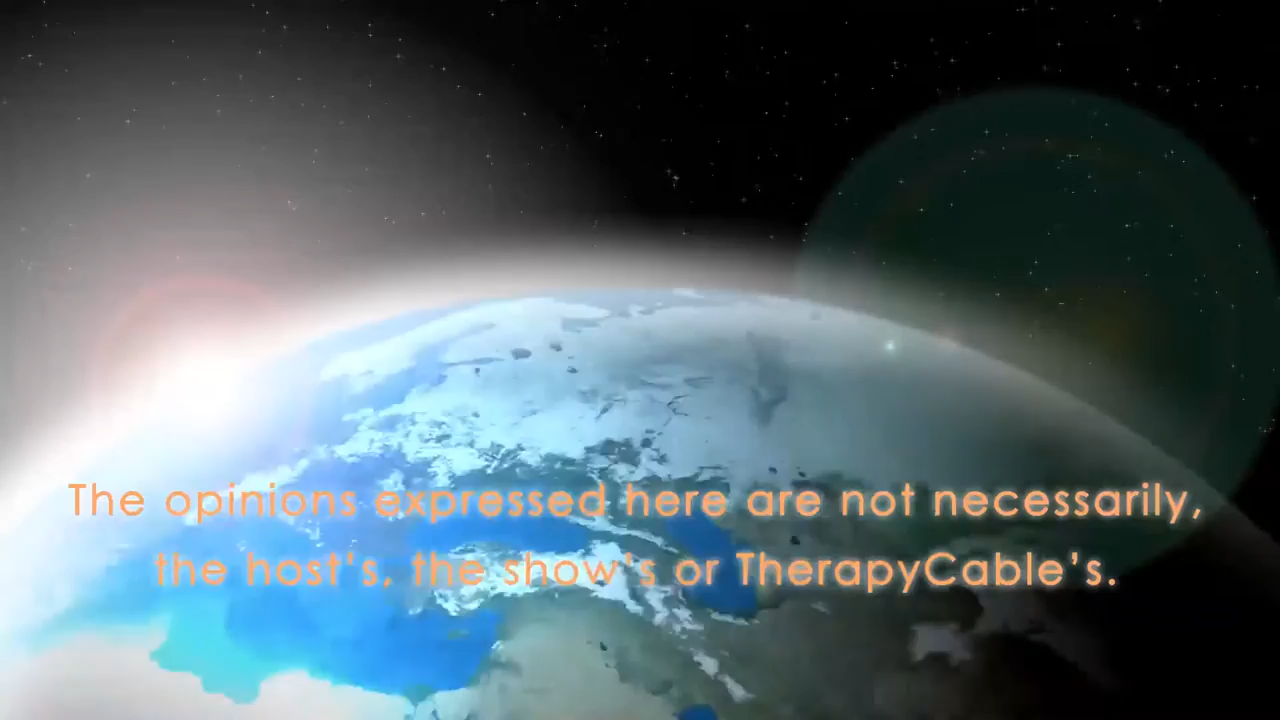 The opinions expressed here are not necessarily,
the host's, the show's or TherapyCable's.